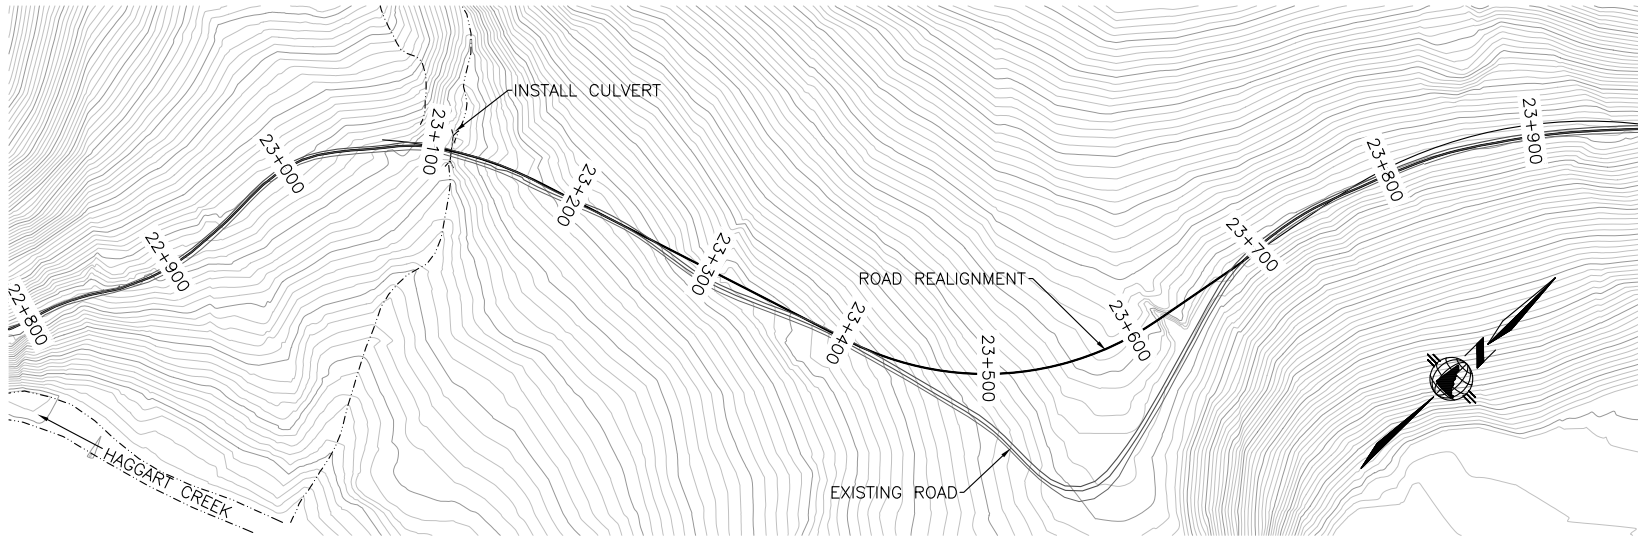 INSTALL CULVERT
22+800
22+900
23+000
23+100
23+200
23+300
23+400
23+500
23+600
23+700
23+800
23+900
ROAD REALIGNMENT
EXISTING ROAD
HAGGART CREEK
N